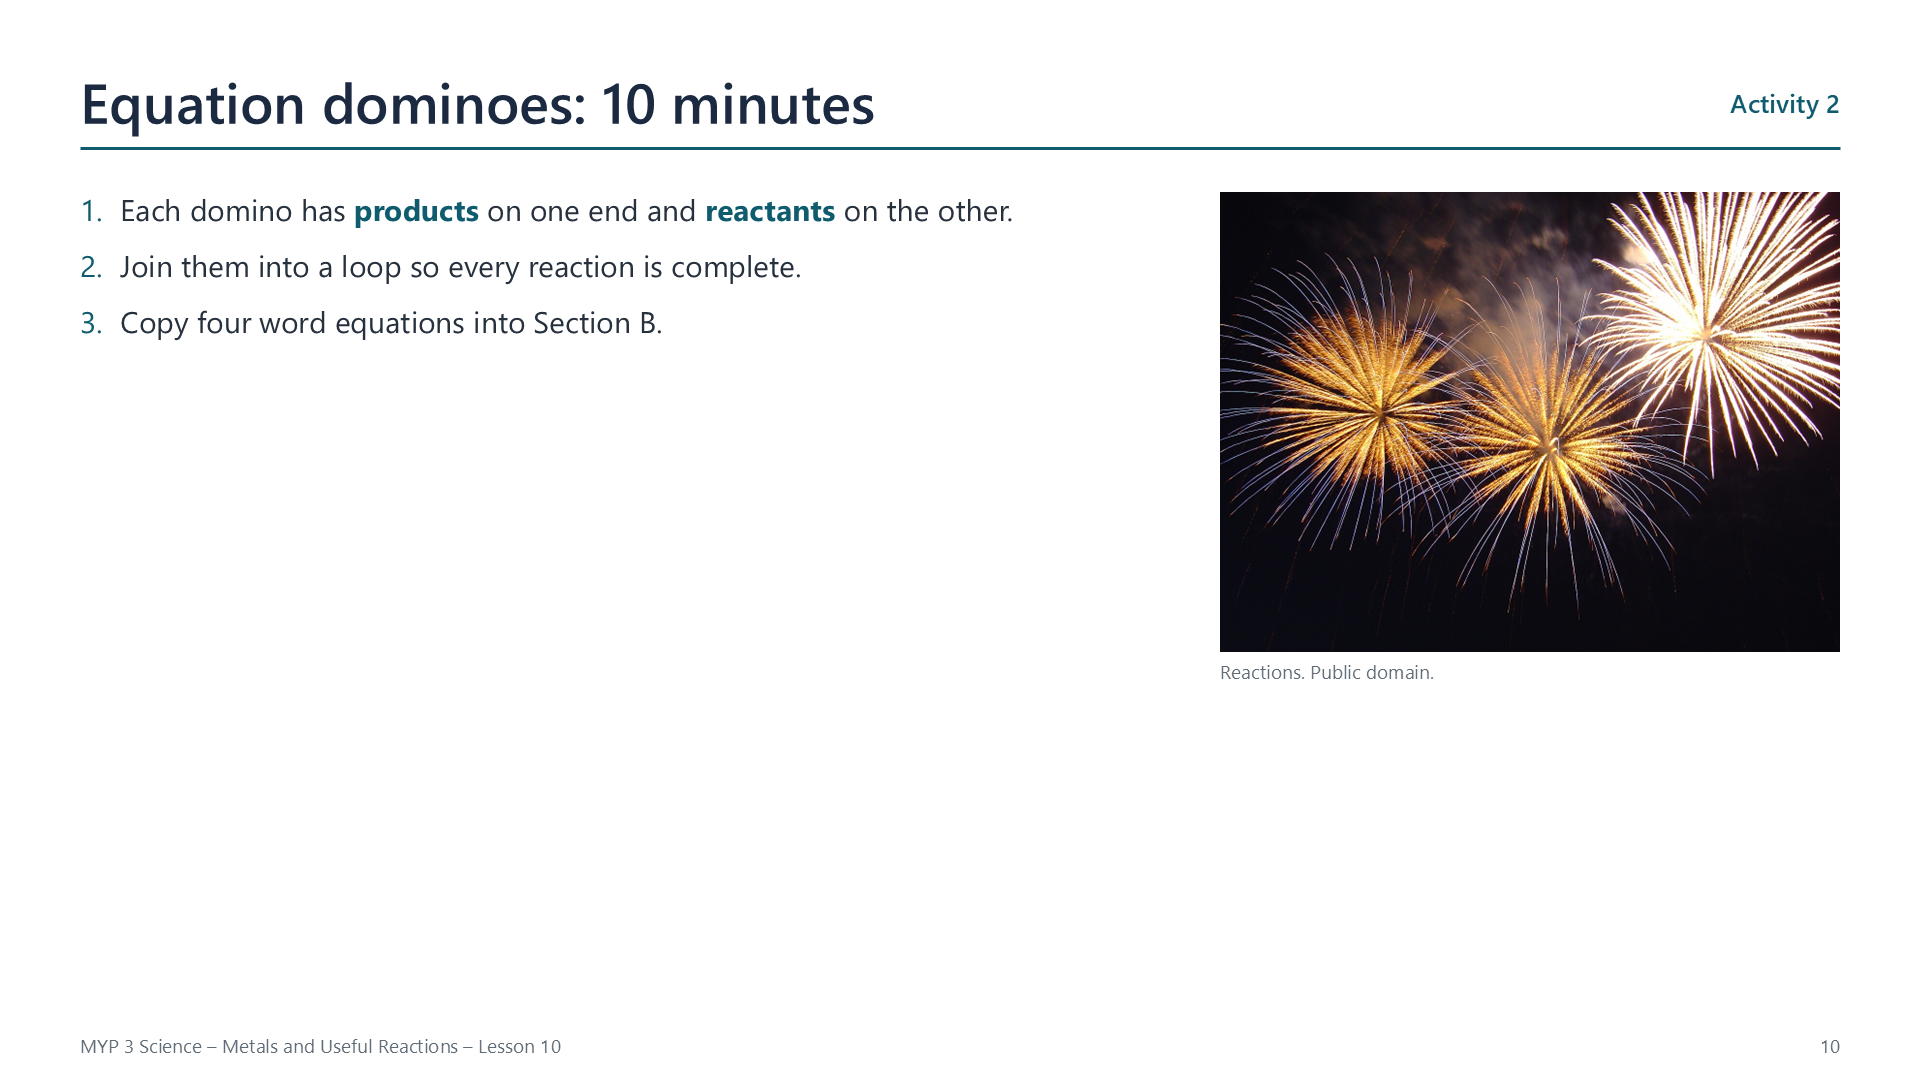 Equation dominoes: 10 minutes
Activity 2
1. Each domino has products on one end and reactants on the other.
2. Join them into a loop so every reaction is complete.
3. Copy four word equations into Section B.
Reactions. Public domain.
MYP 3 Science – Metals and Useful Reactions – Lesson 10
10